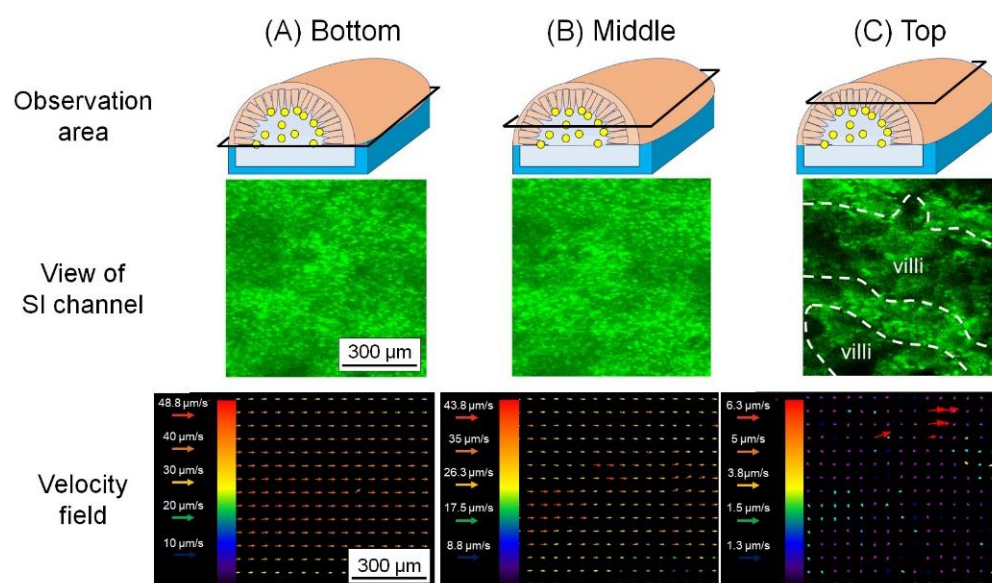 (A) Bottom
(B) Middle
(C) Top
Observation
area
View of
SI channel
300 μm
villi
villi
Velocity
field
48.8 μm/s
40 μm/s
30 μm/s
20 μm/s
10 μm/s
300 μm
43.8 μm/s
35 μm/s
26.3 μm/s
17.5 μm/s
8.8 μm/s
6.3 μm/s
5 μm/s
3.8 μm/s
1.5 μm/s
1.3 μm/s